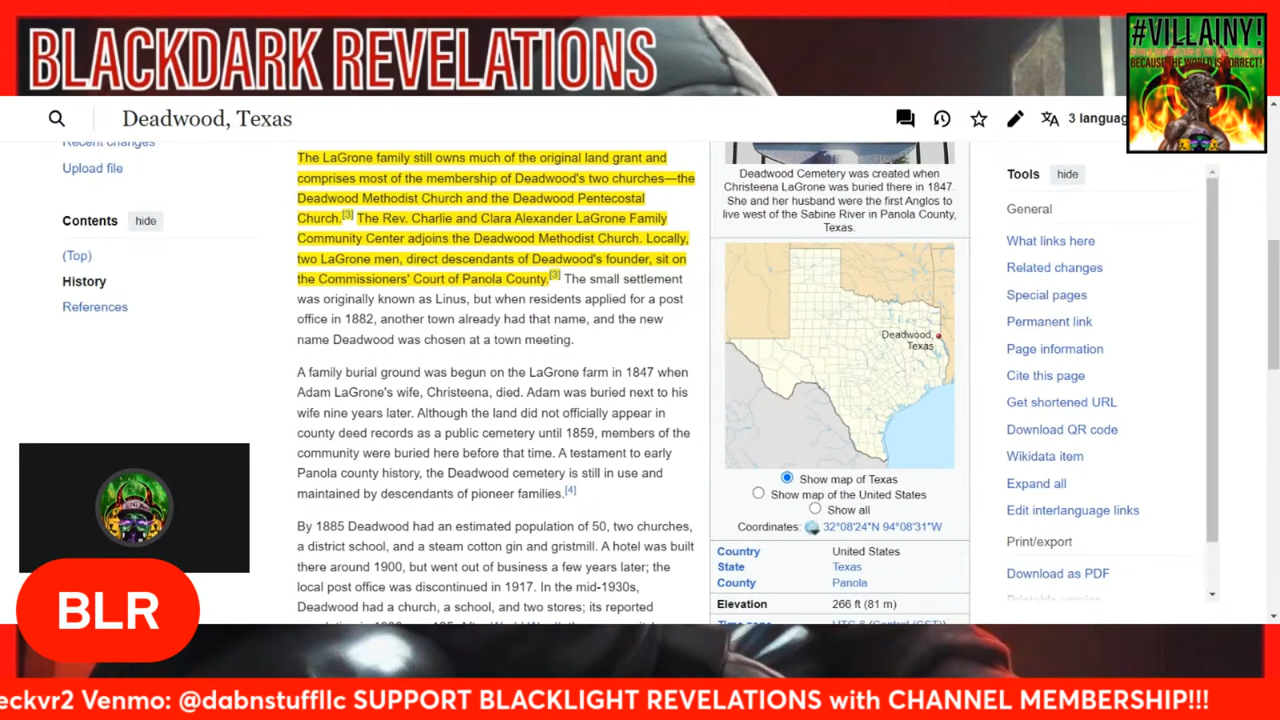 BLACKDARK REVELATIONS
#VILLAINY!
BECAUSE THE WORLD IS CORRECT!
Deadwood, Texas
3 languag
Recent changes
Upload file
Contents hide
(Top)
History
References
The LaGrone family still owns much of the original land grant and
comprises most of the membership of Deadwood's two churches—the
Deadwood Methodist Church and the Deadwood Pentecostal
Church.[3] The Rev. Charlie and Clara Alexander LaGrone Family
Community Center adjoins the Deadwood Methodist Church. Locally,
two LaGrone men, direct descendants of Deadwood's founder, sit on
the Commissioners' Court of Panola County.[3] The small settlement
was originally known as Linus, but when residents applied for a post
office in 1882, another town already had that name, and the new
name Deadwood was chosen at a town meeting.
A family burial ground was begun on the LaGrone farm in 1847 when
Adam LaGrone's wife, Christeena, died. Adam was buried next to his
wife nine years later. Although the land did not officially appear in
county deed records as a public cemetery until 1859, members of the
community were buried here before that time. A testament to early
Panola county history, the Deadwood cemetery is still in use and
maintained by descendants of pioneer families.[4]
By 1885 Deadwood had an estimated population of 50, two churches,
a district school, and a steam cotton gin and gristmill. A hotel was built
there around 1900, but went out of business a few years later; the
local post office was discontinued in 1917. In the mid-1930s,
Deadwood had a church, a school, and two stores; its reported
Deadwood Cemetery was created when
Christeena LaGrone was buried there in 1847.
She and her husband were the first Anglos to
live west of the Sabine River in Panola County,
Texas.
Deadwood,
Texas
Show map of Texas
Show map of the United States
Show all
Coordinates: 32°08′24″N 94°08′31″W
Country United States
State Texas
County Panola
Elevation 266 ft (81 m)
Tools hide
General
What links here
Related changes
Special pages
Permanent link
Page information
Cite this page
Get shortened URL
Download QR code
Wikidata item
Expand all
Edit interlanguage links
Print/export
Download as PDF
Printable version
BLR
eckvr2 Venmo: @dabnstuffllc SUPPORT BLACKLIGHT REVELATIONS with CHANNEL MEMBERSHIP!!!